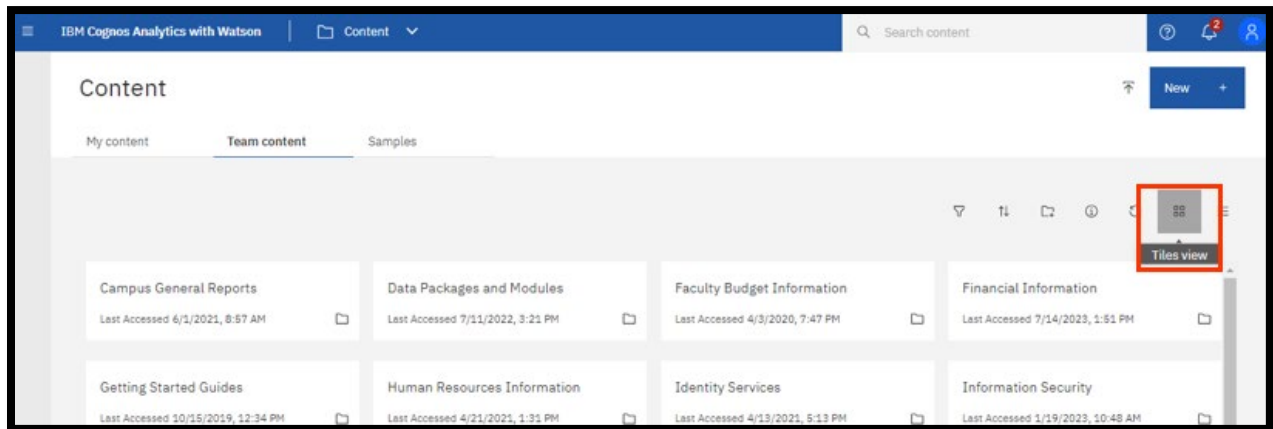 IBM Cognos Analytics with Watson
Content
Search content
2
Content
New +
My content
Team content
Samples
Tiles view
Campus General Reports
Last Accessed 6/1/2021, 8:57 AM
Data Packages and Modules
Last Accessed 7/11/2022, 3:21 PM
Faculty Budget Information
Last Accessed 4/3/2020, 7:47 PM
Financial Information
Last Accessed 7/14/2023, 1:51 PM
Getting Started Guides
Last Accessed 10/15/2019, 12:34 PM
Human Resources Information
Last Accessed 4/21/2021, 1:31 PM
Identity Services
Last Accessed 4/13/2021, 5:13 PM
Information Security
Last Accessed 1/19/2023, 10:48 AM